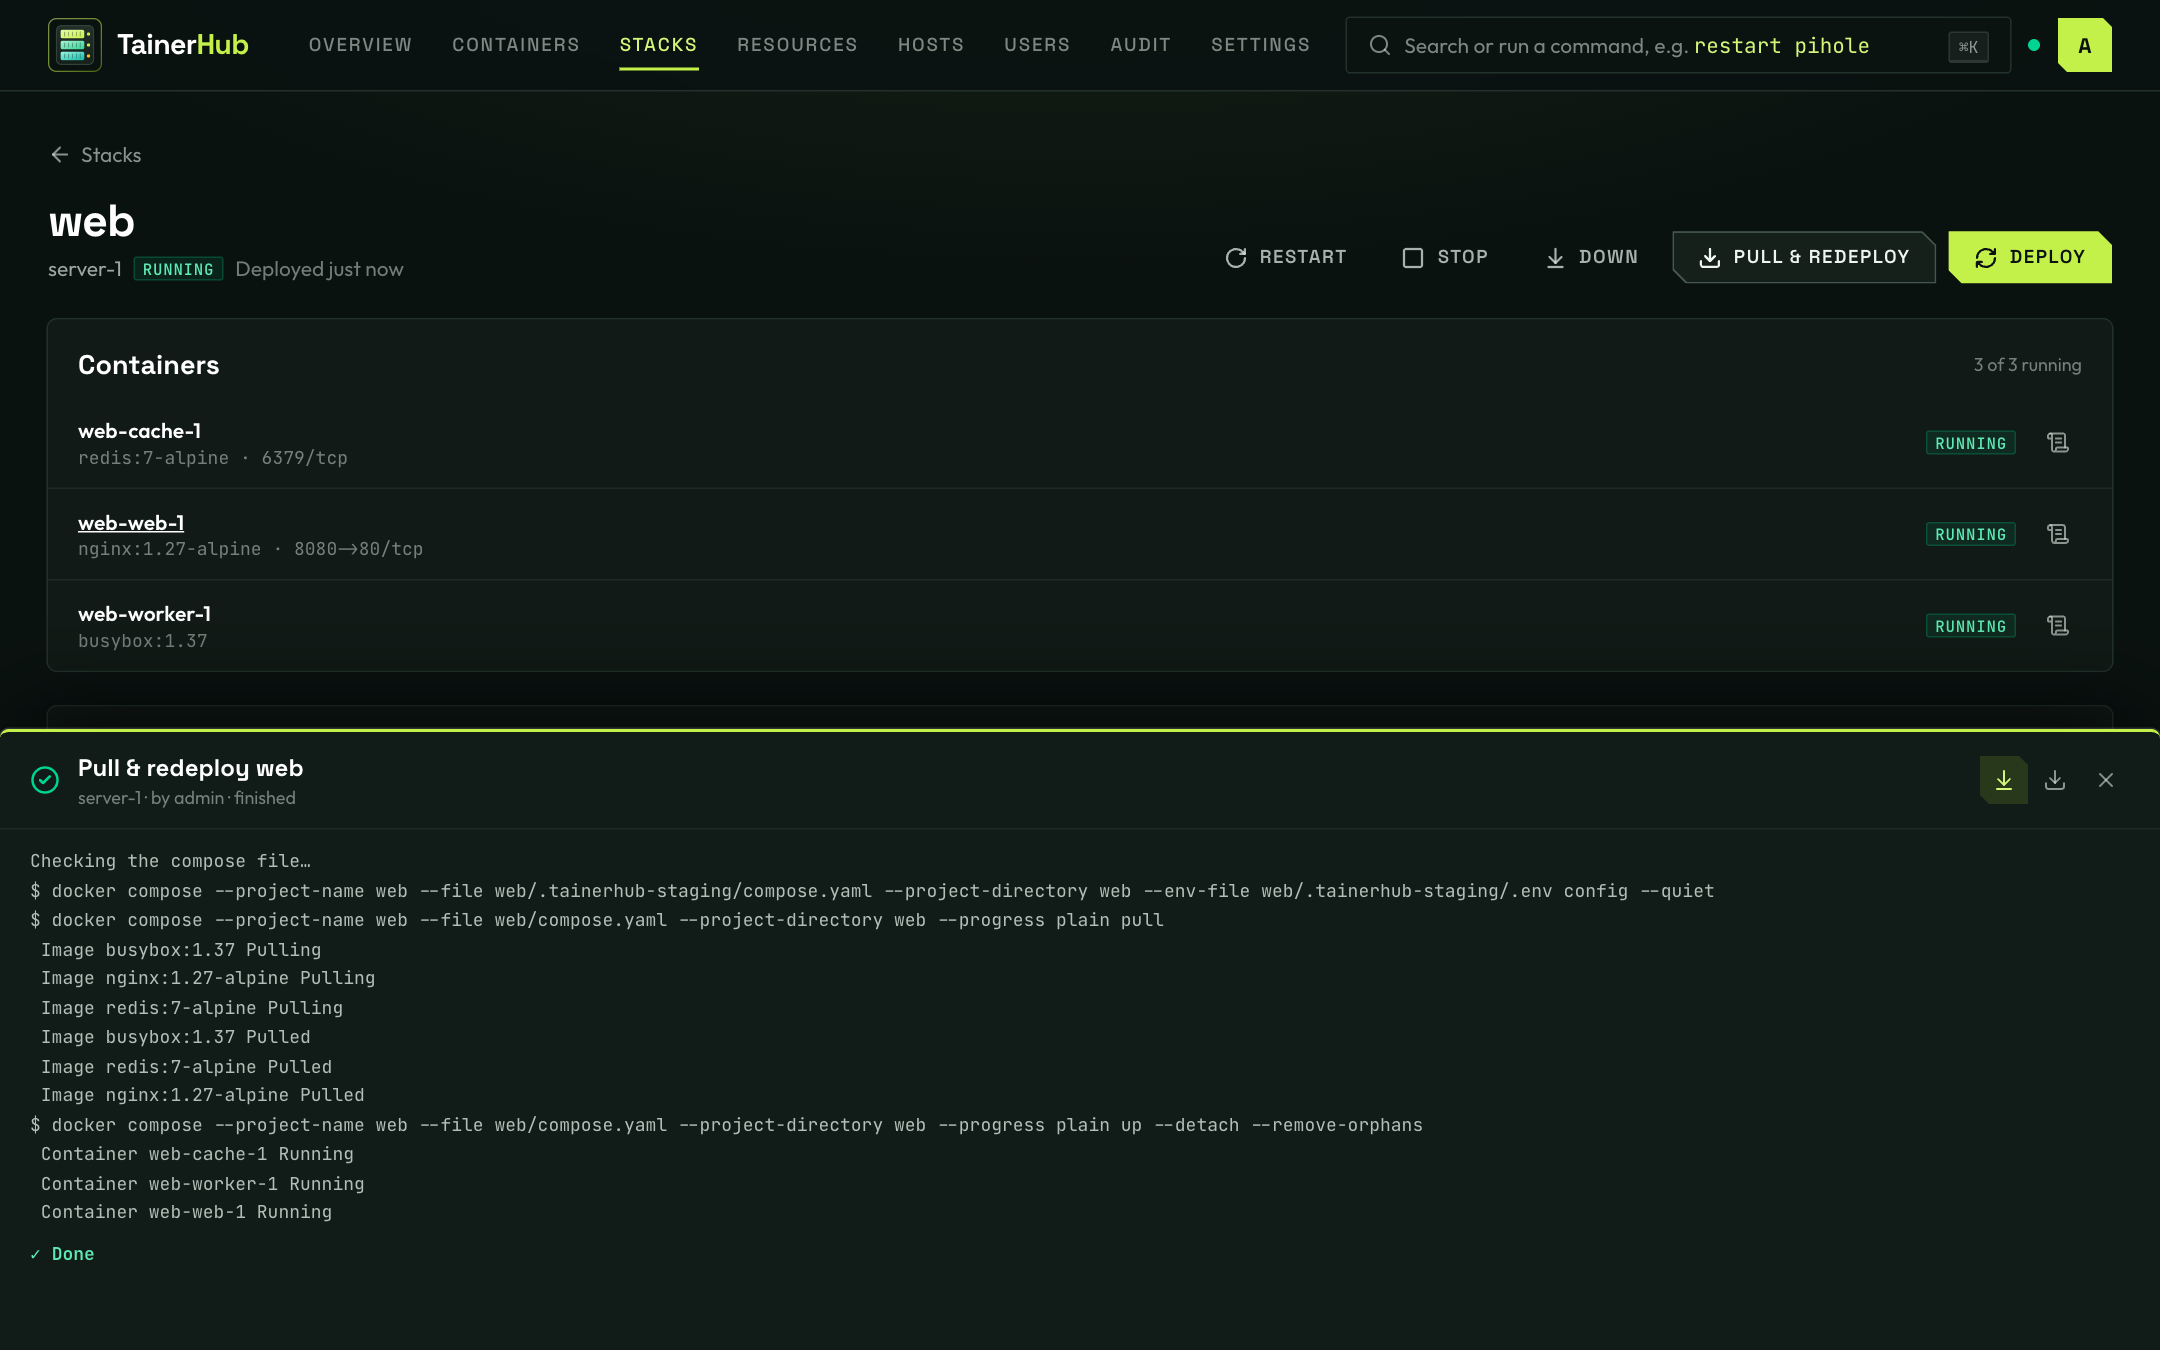 TainerHub
OVERVIEW CONTAINERS STACKS RESOURCES HOSTS USERS AUDIT SETTINGS
Search or run a command, e.g. restart pihole ⌘K
A
← Stacks
web
server-1 RUNNING Deployed just now
RESTART STOP DOWN PULL & REDEPLOY DEPLOY
Containers 3 of 3 running
web-cache-1
redis:7-alpine · 6379/tcp
RUNNING
web-web-1
nginx:1.27-alpine · 8080→80/tcp
RUNNING
web-worker-1
busybox:1.37
RUNNING
Pull & redeploy web
server-1 · by admin · finished
Checking the compose file…
$ docker compose --project-name web --file web/.tainerhub-staging/compose.yaml --project-directory web --env-file web/.tainerhub-staging/.env config --quiet
$ docker compose --project-name web --file web/compose.yaml --project-directory web --progress plain pull
Image busybox:1.37 Pulling
Image nginx:1.27-alpine Pulling
Image redis:7-alpine Pulling
Image busybox:1.37 Pulled
Image redis:7-alpine Pulled
Image nginx:1.27-alpine Pulled
$ docker compose --project-name web --file web/compose.yaml --project-directory web --progress plain up --detach --remove-orphans
Container web-cache-1 Running
Container web-worker-1 Running
Container web-web-1 Running
✓ Done